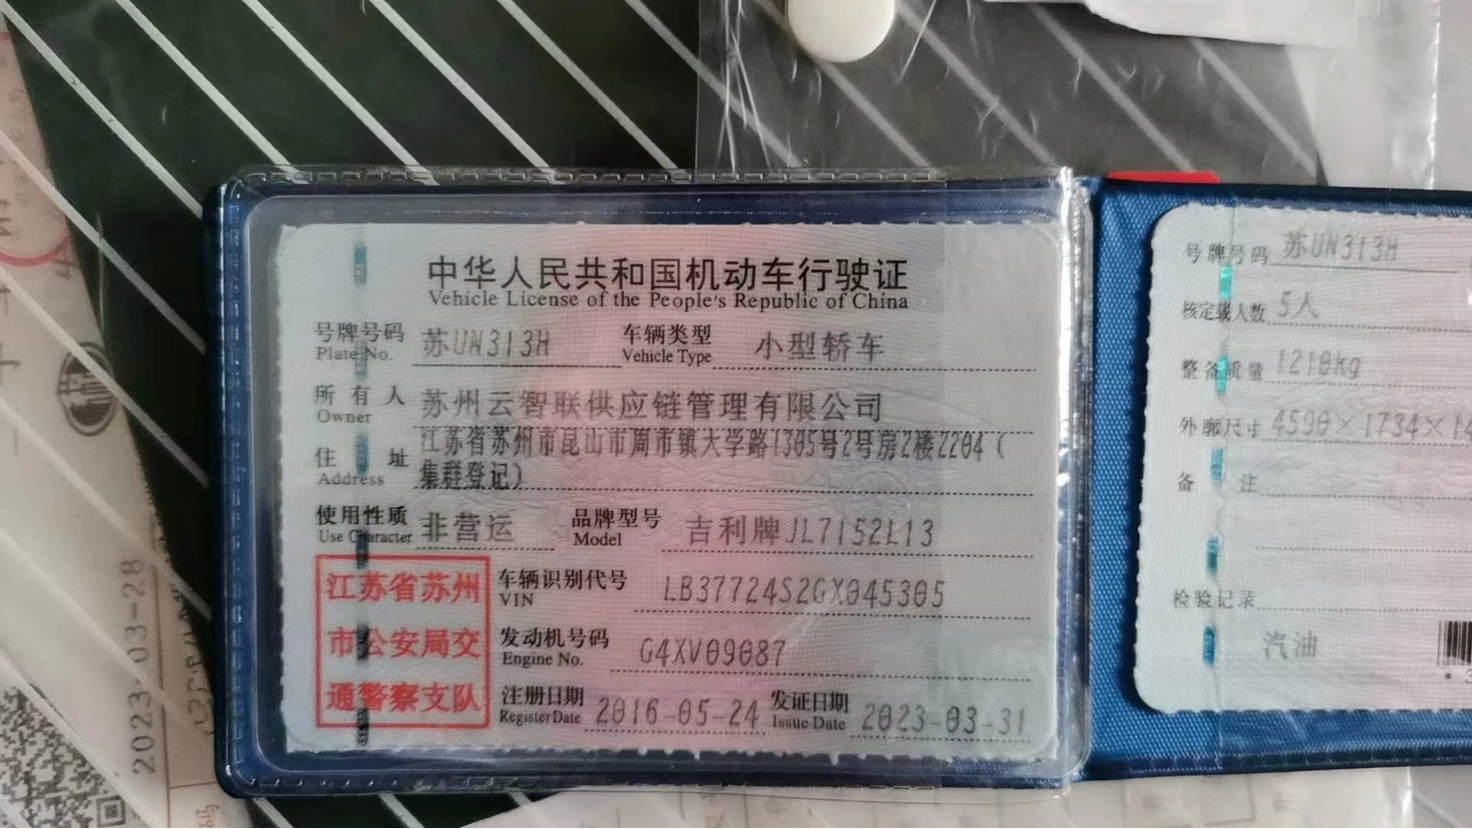 中华人民共和国机动车行驶证
Vehicle License of the People's Republic of China
号牌号码 苏UN313H 车辆类型 小型轿车
Plate No. Vehicle Type
所有人 苏州云智联供应链管理有限公司
Owner
住址 江苏省苏州市昆山市周市镇大学路1305号2号房2楼2204(
Address 集群登记)
使用性质 非营运 品牌型号 吉利牌JL7152L13
Use Character Model
江苏省苏州
市公安局交
通警察支队
车辆识别代号 LB37724S2GX045305
VIN
发动机号码 G4XV09087
Engine No.
注册日期 2016-05-24 发证日期 2023-03-31
Register Date Issue Date
号牌号码 苏UN313H
核定载人数 5人
整备质量 1210kg
外廓尺寸 4590×1734×14
备注
检验记录
汽油
2023-03-28